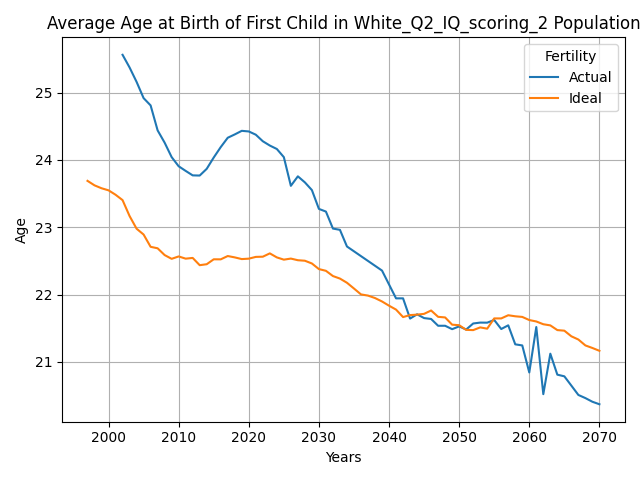 Average Age at Birth of First Child in White_Q2_IQ_scoring_2 Population
Fertility
Actual
Ideal
25
24
23
22
21
Age
2000 2010 2020 2030 2040 2050 2060 2070
Years